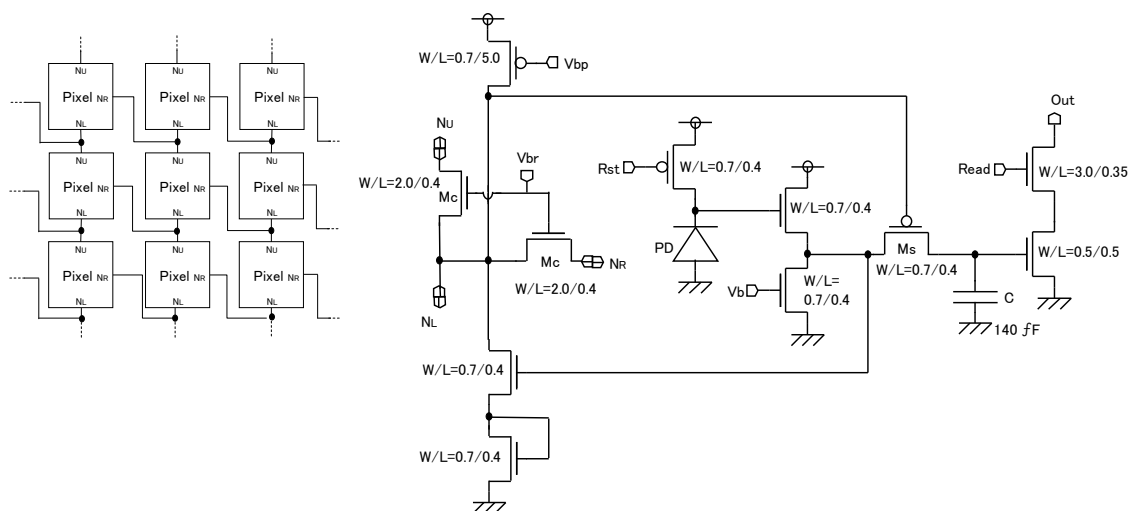 NU NU NU
Pixel NR Pixel NR Pixel NR
NL NL NL
NU NU NU
Pixel NR Pixel NR Pixel NR
NL NL NL
NU NU NU
Pixel NR Pixel NR Pixel NR
NL NL NL
W/L=0.7/5.0
Vbp
NU
Vbr
W/L=2.0/0.4
Mc
Mc
NR
W/L=2.0/0.4
NL
W/L=0.7/0.4
W/L=0.7/0.4
Rst
W/L=0.7/0.4
W/L=0.7/0.4
PD
Vb
W/L=
0.7/0.4
Ms
W/L=0.7/0.4
Out
Read
W/L=3.0/0.35
W/L=0.5/0.5
C
140 fF